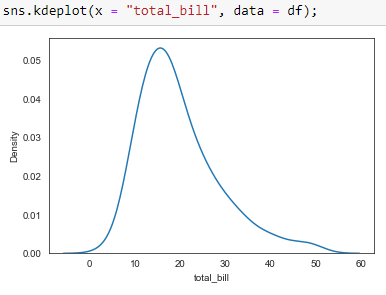 sns.kdeplot(x = "total_bill", data = df);
0.05
0.04
0.03
0.02
0.01
0.00
Density
0 10 20 30 40 50 60
total_bill